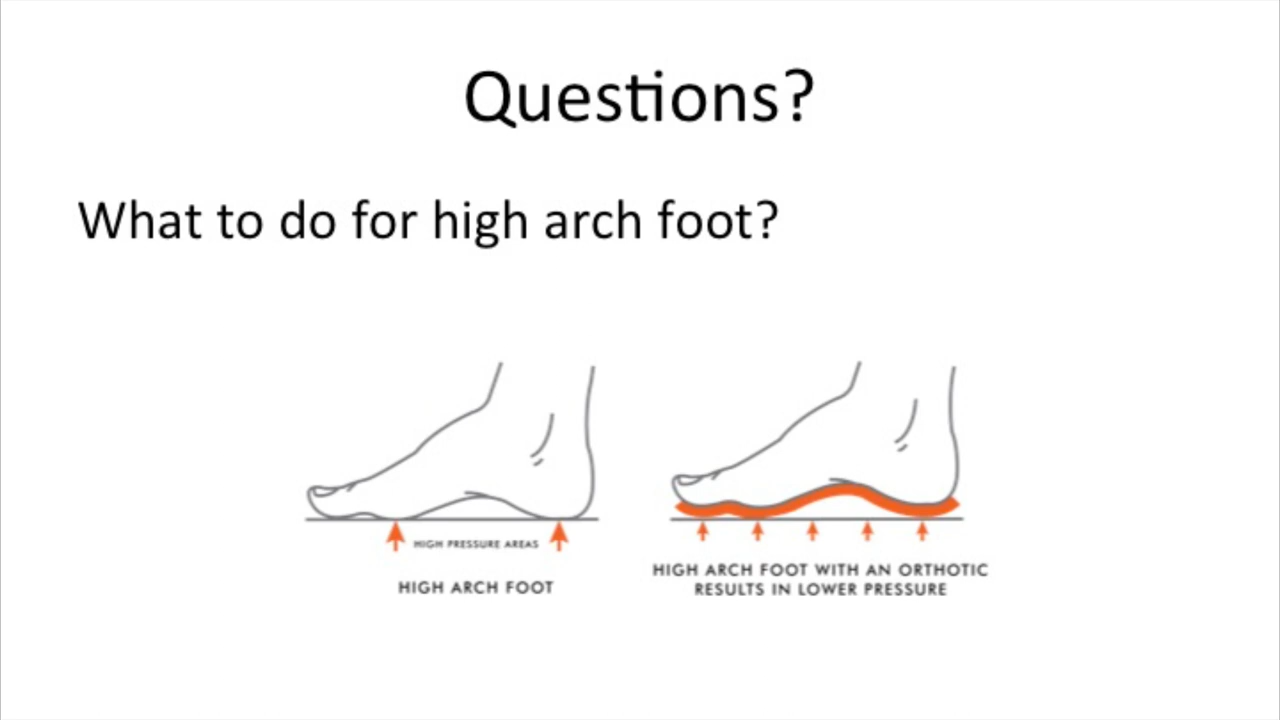 Questions?
What to do for high arch foot?
HIGH PRESSURE AREAS
HIGH ARCH FOOT
HIGH ARCH FOOT WITH AN ORTHOTIC
RESULTS IN LOWER PRESSURE